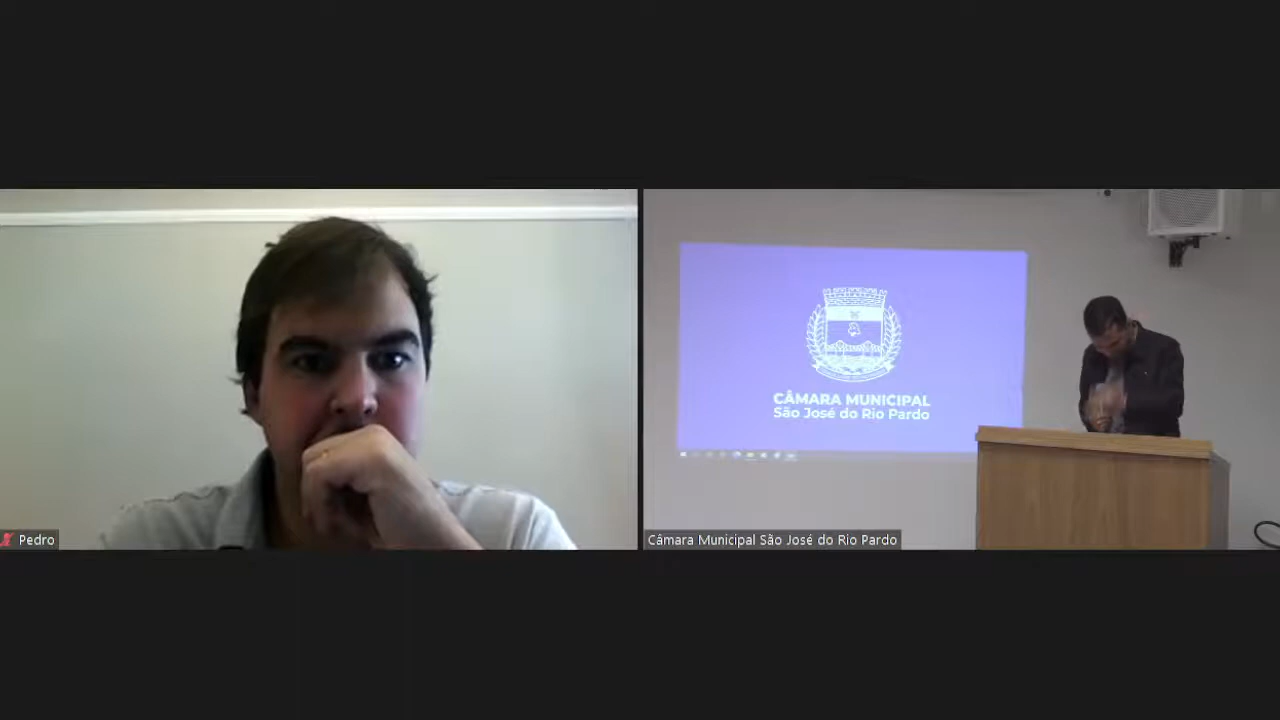 CÂMARA MUNICIPAL
São José do Rio Pardo
Pedro
Câmara Municipal São José do Rio Pardo